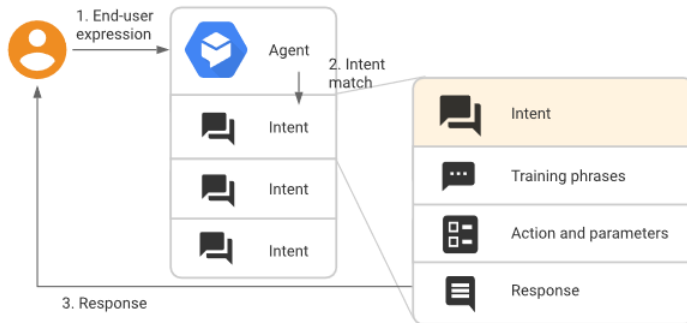 1. End-user
expression
Agent
2. Intent
match
Intent
Intent
Intent
Intent
Training phrases
Action and parameters
Response
3. Response